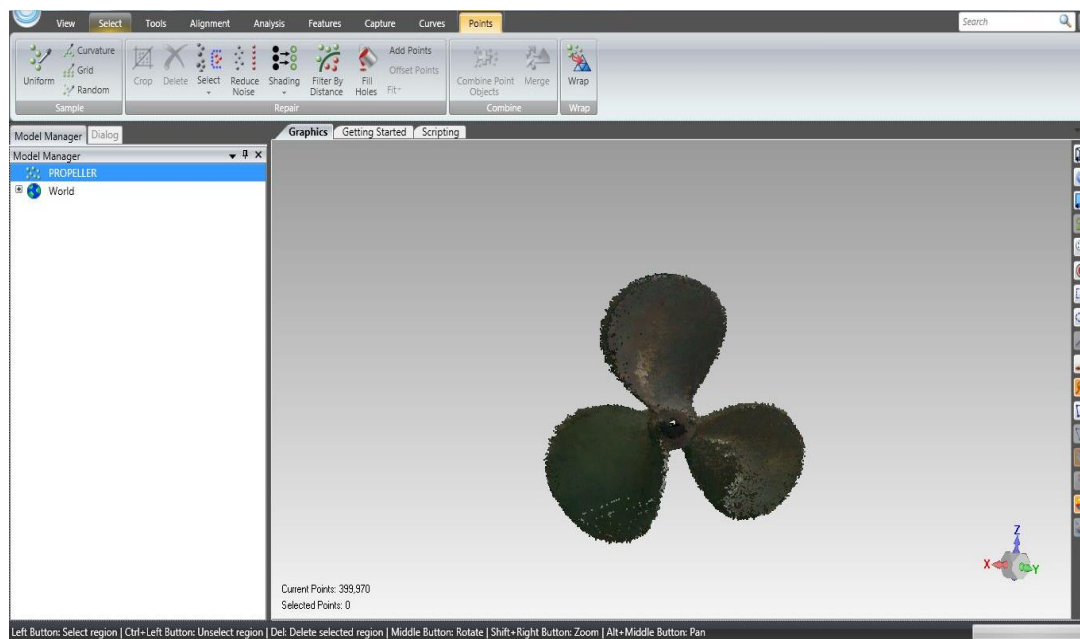 View Select Tools Alignment Analysis Features Capture Curves Points Search
Uniform Curvature Grid Random
Sample
Crop Delete Select Reduce Noise Shading Filter By Distance Fill Holes Add Points Offset Points Fit
Repair
Combine Point Objects Merge
Combine
Wrap
Wrap
Model Manager Dialog
Graphics Getting Started Scripting
Model Manager
PROPELLER
World
Z
X
Y
Current Points: 399,970
Selected Points: 0
Left Button: Select region | Ctrl+Left Button: Unselect region | Del: Delete selected region | Middle Button: Rotate | Shift+Right Button: Zoom | Alt+Middle Button: Pan